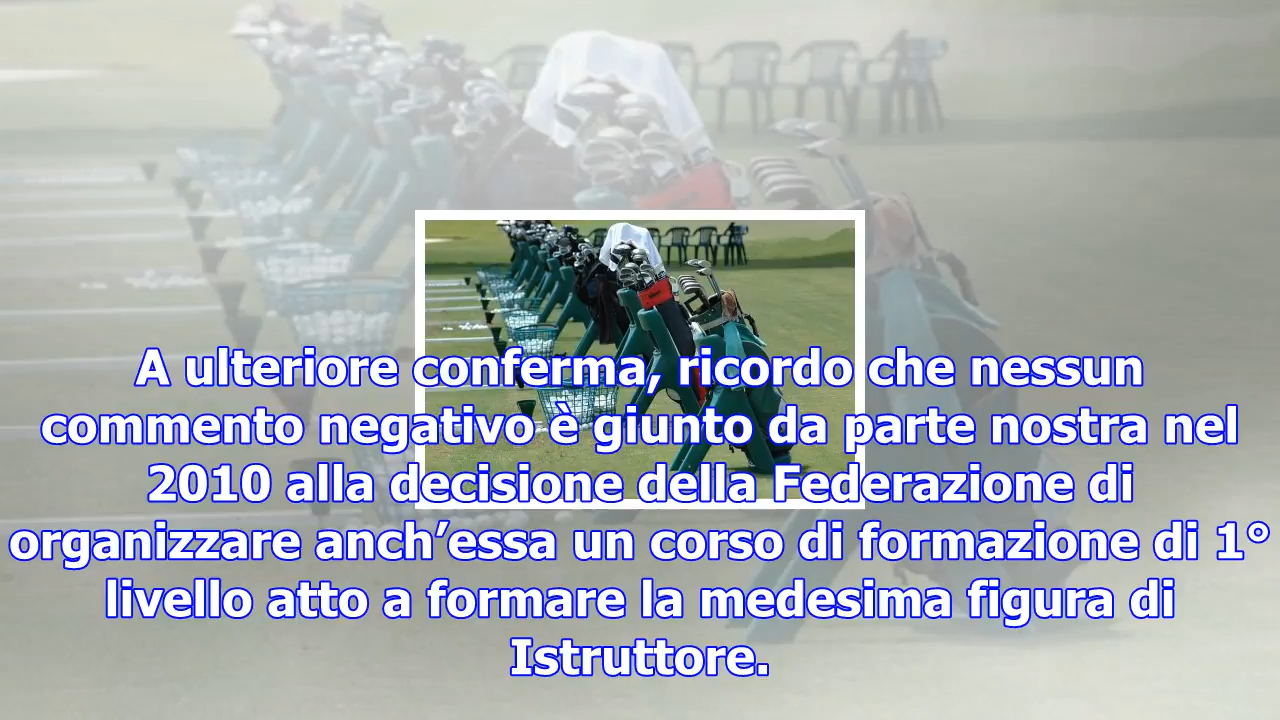 A ulteriore conferma, ricordo che nessun
commento negativo è giunto da parte nostra nel
2010 alla decisione della Federazione di
organizzare anch’essa un corso di formazione di 1°
livello atto a formare la medesima figura di
Istruttore.